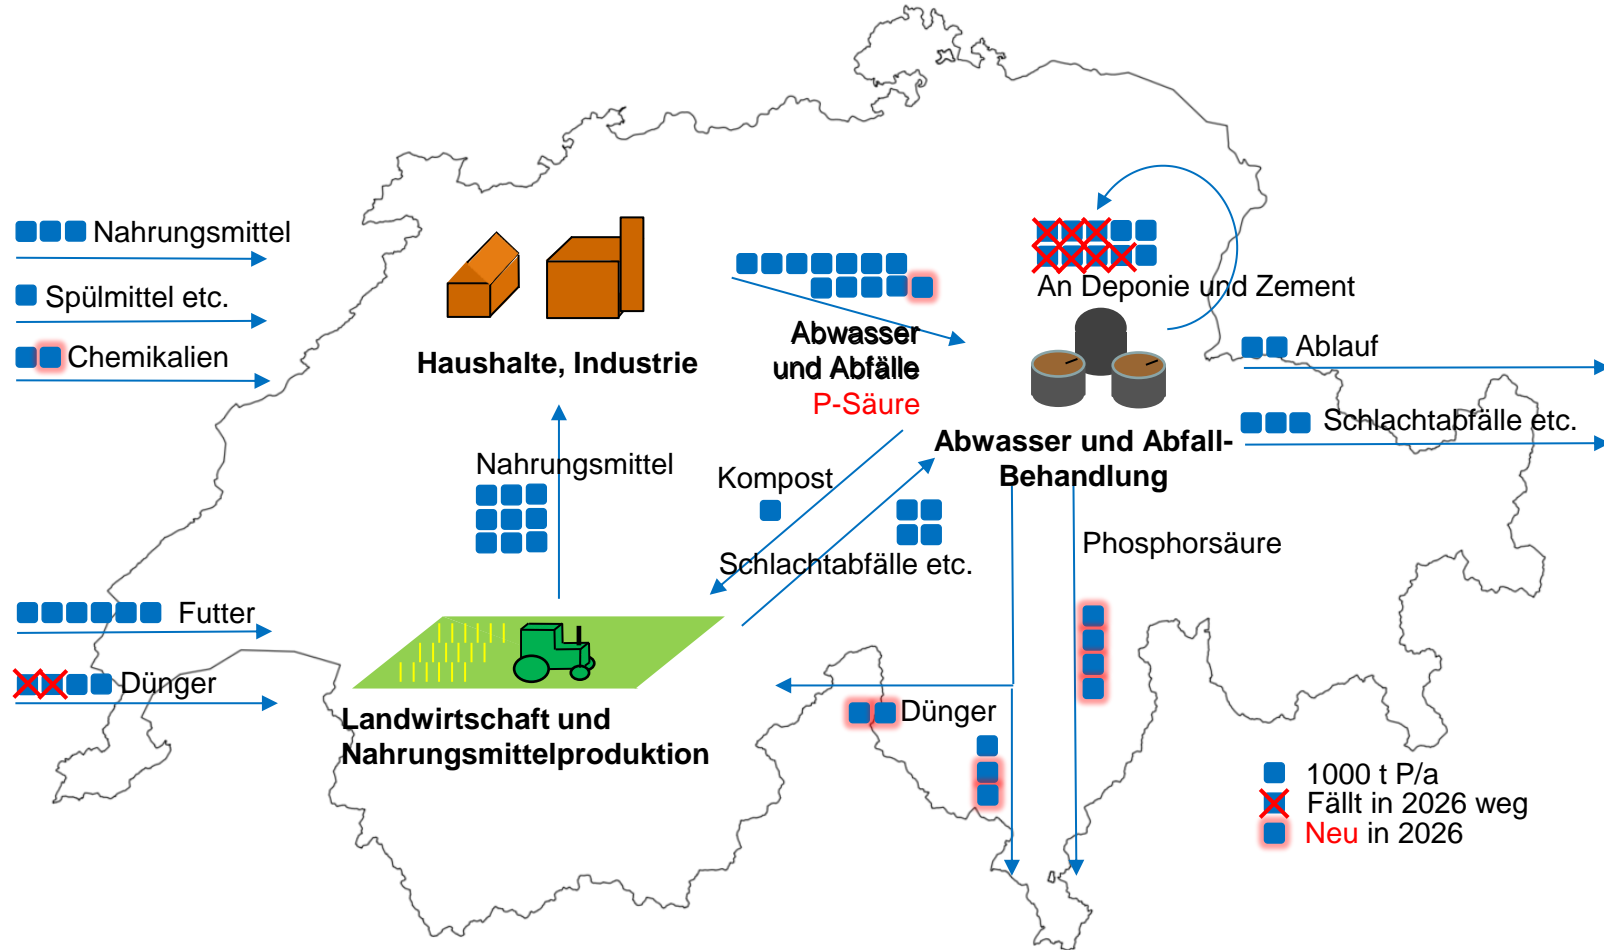 Nahrungsmittel
Spülmittel etc.
Chemikalien
Haushalte, Industrie
Abwasser
und Abfälle
P-Säure
An Deponie und Zement
Ablauf
Schlachtabfälle etc.
Abwasser und Abfall-
Behandlung
Nahrungsmittel
Kompost
Schlachtabfälle etc.
Phosphorsäure
Futter
Dünger
Landwirtschaft und
Nahrungsmittelproduktion
Dünger
1000 t P/a
Fällt in 2026 weg
Neu in 2026